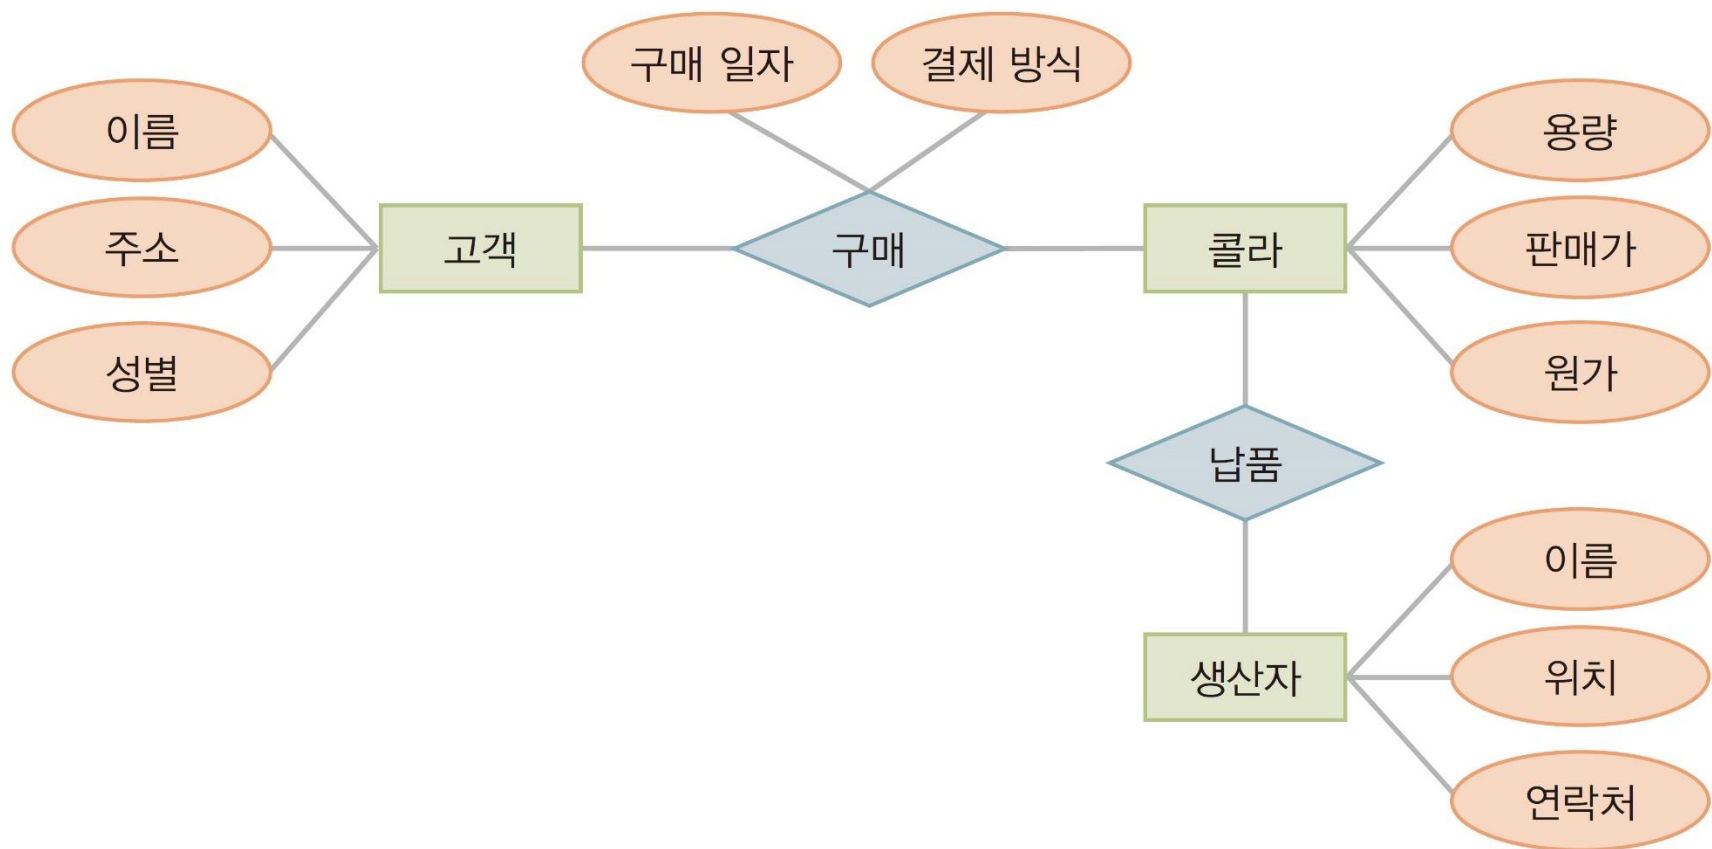 구매 일자
결제 방식
이름
용량
주소
고객
구매
콜라
판매가
성별
원가
납품
이름
생산자
위치
연락처